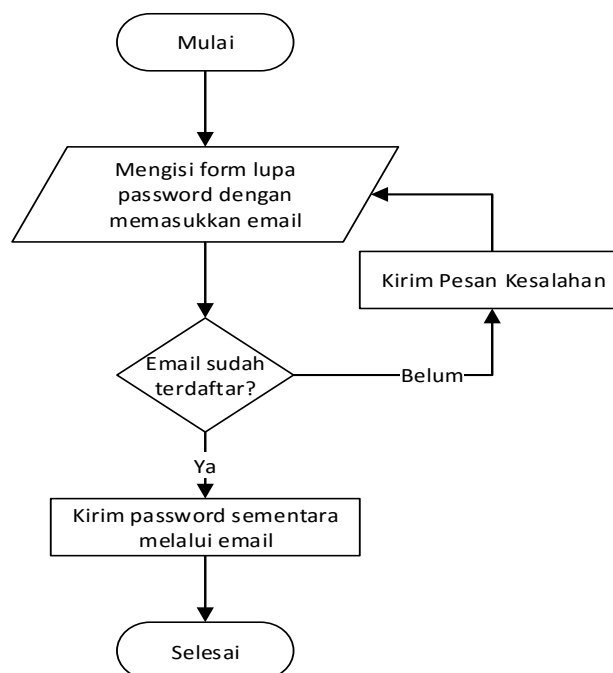 Mulai
Mengisi form lupa
password dengan
memasukkan email
Kirim Pesan Kesalahan
Email sudah
terdaftar?
Belum
Ya
Kirim password sementara
melalui email
Selesai